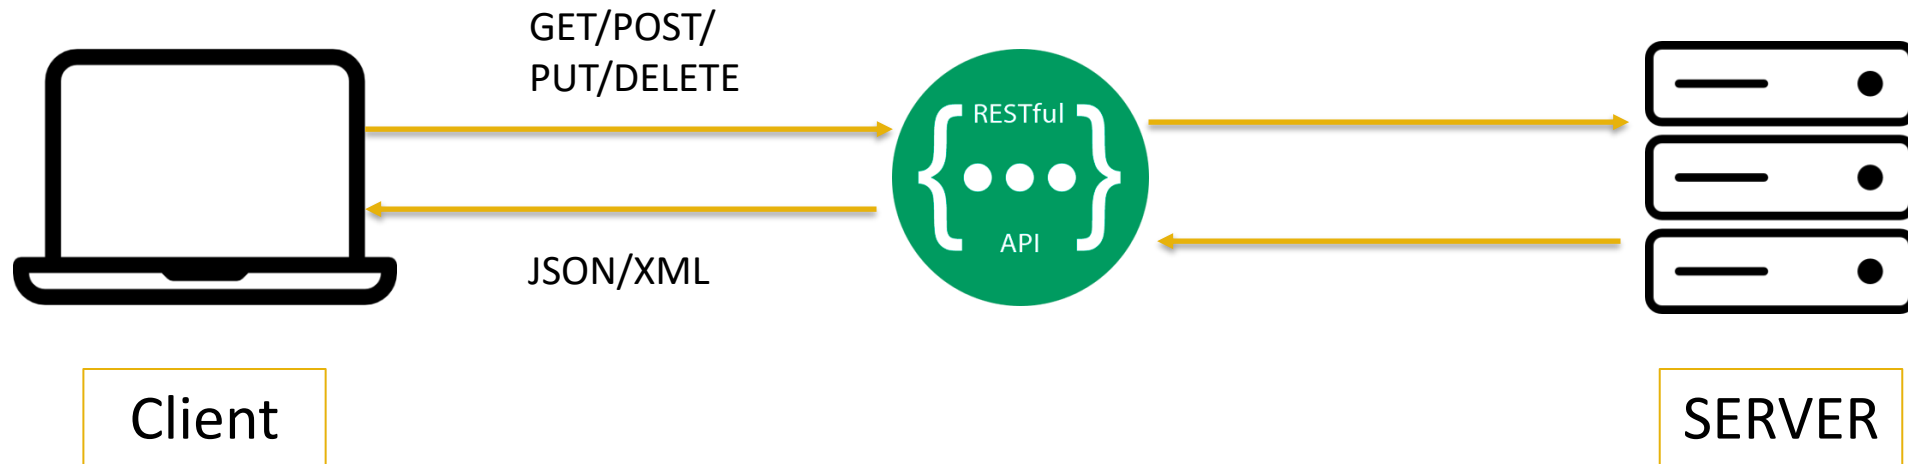 GET/POST/
PUT/DELETE
RESTful
API
JSON/XML
Client
SERVER